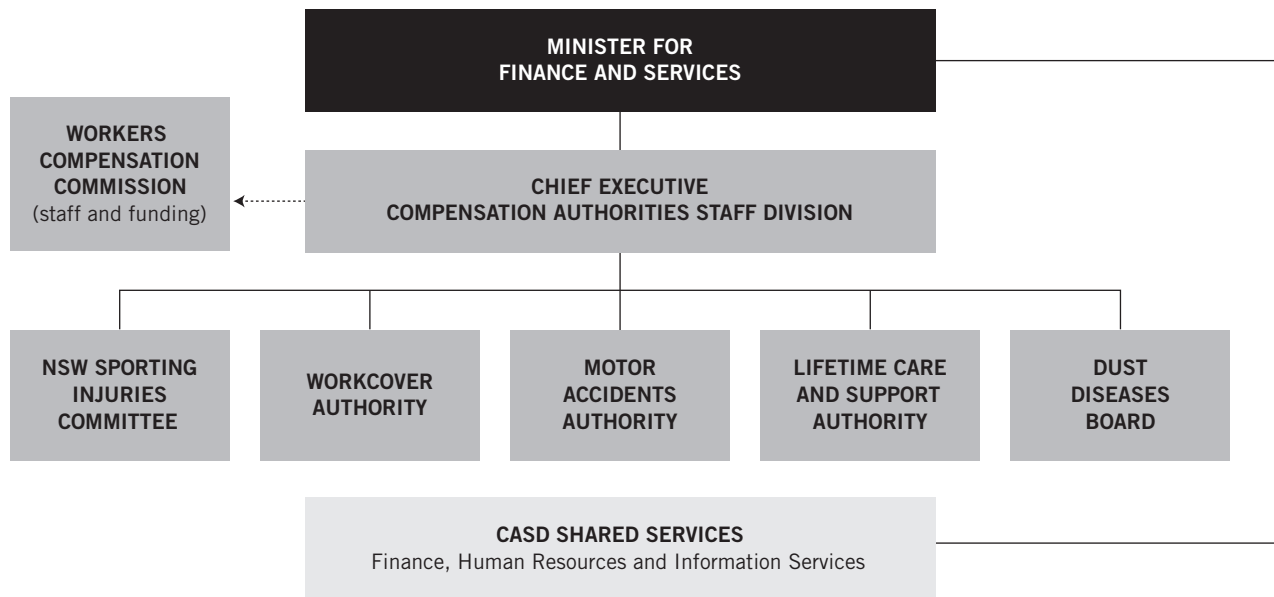 MINISTER FOR
FINANCE AND SERVICES
WORKERS
COMPENSATION
COMMISSION
(staff and funding)
CHIEF EXECUTIVE
COMPENSATION AUTHORITIES STAFF DIVISION
NSW SPORTING
INJURIES
COMMITTEE
WORKCOVER
AUTHORITY
MOTOR
ACCIDENTS
AUTHORITY
LIFETIME CARE
AND SUPPORT
AUTHORITY
DUST
DISEASES
BOARD
CASD SHARED SERVICES
Finance, Human Resources and Information Services